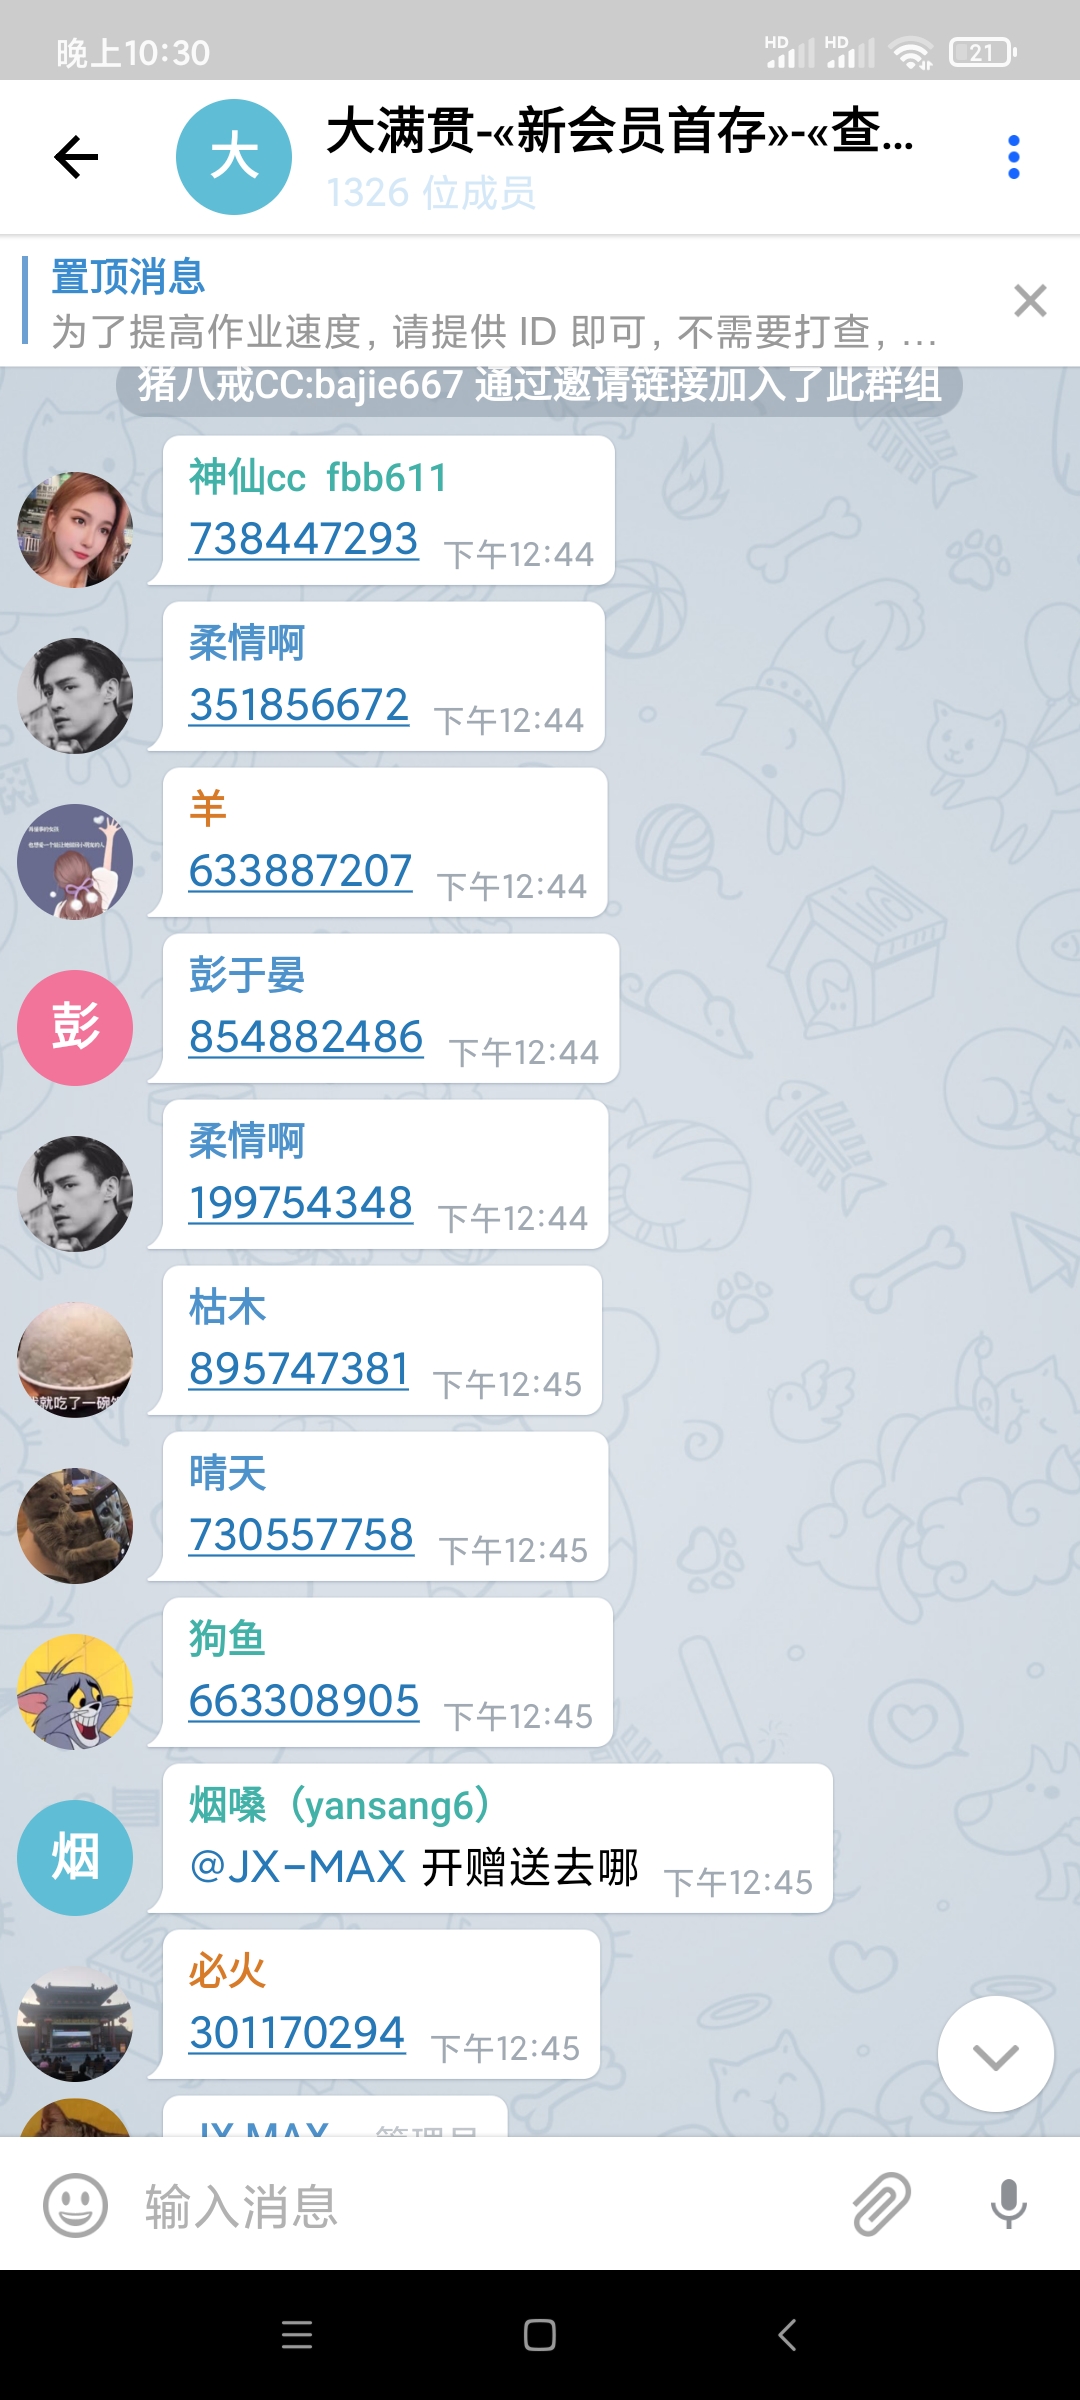 晚上10:30
HD HD 21
大 大满贯-«新会员首存»-«查...
1326 位成员
置顶消息
为了提高作业速度, 请提供 ID 即可, 不需要打查, ...
猪八戒CC:bajie667 通过邀请链接加入了此群组
神仙cc fbb611
738447293 下午12:44
柔情啊
351856672 下午12:44
羊
633887207 下午12:44
彭 彭于晏
854882486 下午12:44
柔情啊
199754348 下午12:44
枯木
895747381 下午12:45
就吃了一碗
晴天
730557758 下午12:45
狗鱼
663308905 下午12:45
烟 烟嗓（yansang6）
@JX-MAX 开赠送去哪 下午12:45
必火
301170294 下午12:45
JX MAX 管理员
输入消息